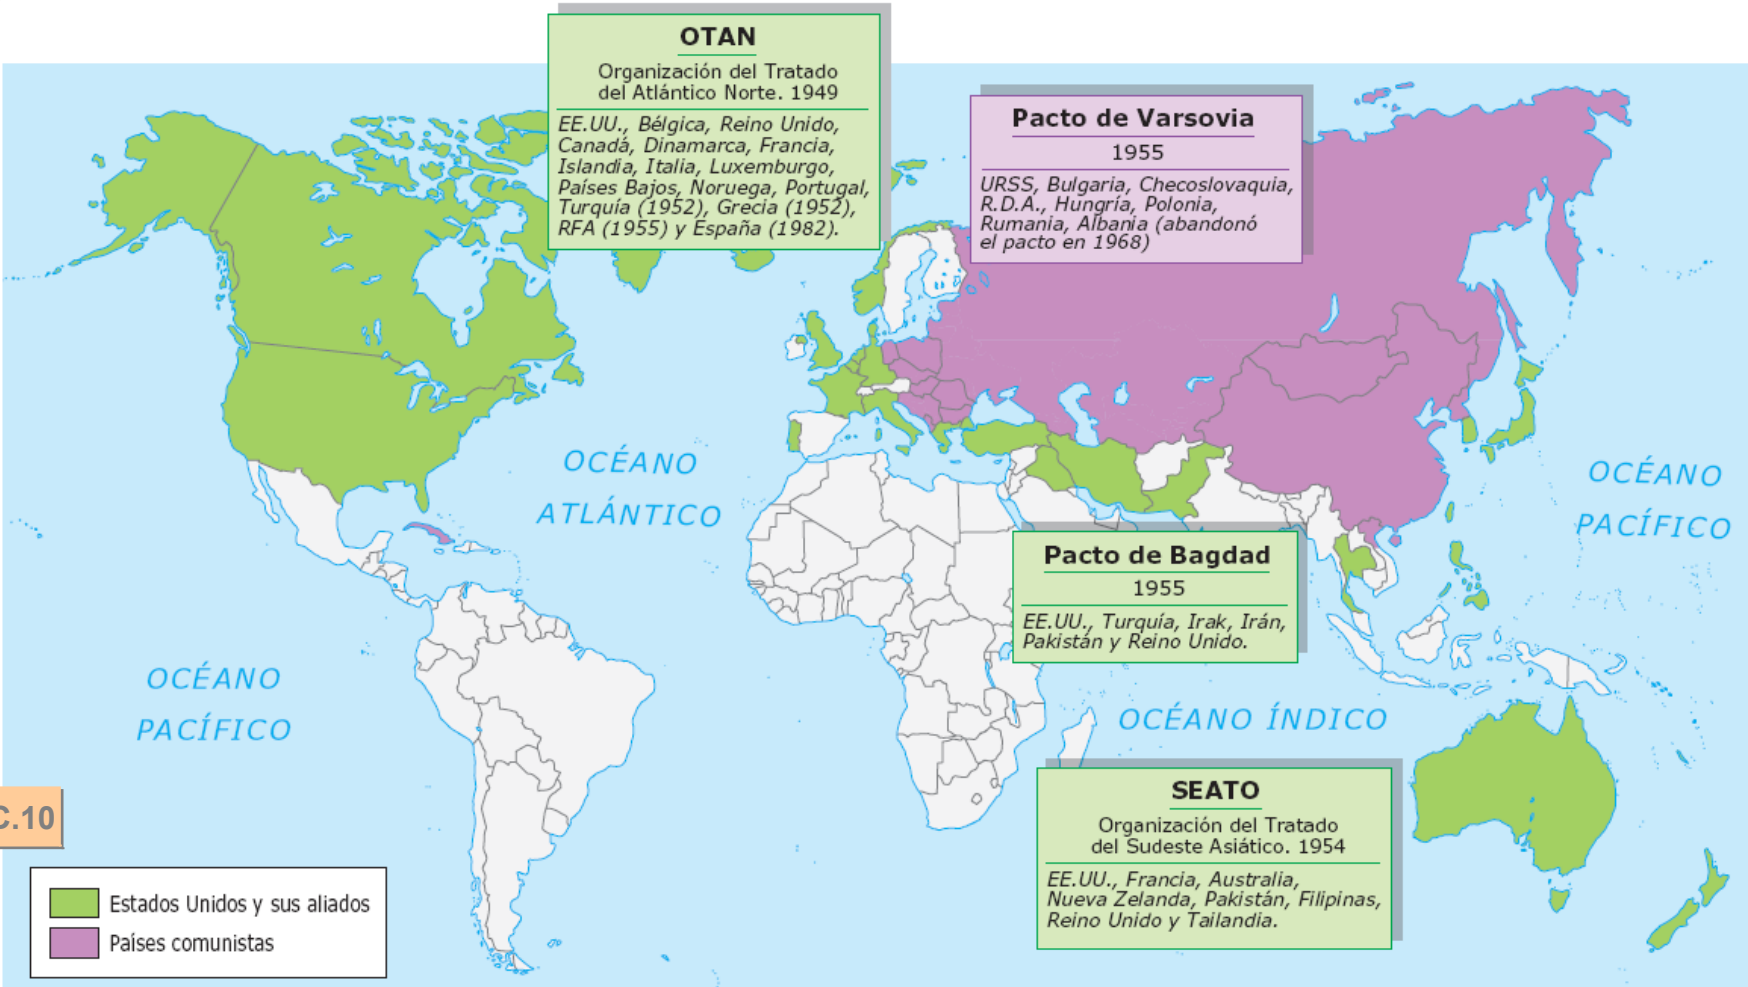 OTAN
Organización del Tratado
del Atlántico Norte. 1949
EE.UU., Bélgica, Reino Unido,
Canadá, Dinamarca, Francia,
Islandia, Italia, Luxemburgo,
Países Bajos, Noruega, Portugal,
Turquía (1952), Grecia (1952),
RFA (1955) y España (1982).
Pacto de Varsovia
1955
URSS, Bulgaria, Checoslovaquia,
R.D.A., Hungría, Polonia,
Rumania, Albania (abandonó
el pacto en 1968)
OCÉANO
ATLÁNTICO
OCÉANO
PACÍFICO
Pacto de Bagdad
1955
EE.UU., Turquía, Irak, Irán,
Pakistán y Reino Unido.
OCÉANO
PACÍFICO
OCÉANO ÍNDICO
SEATO
Organización del Tratado
del Sudeste Asiático. 1954
EE.UU., Francia, Australia,
Nueva Zelanda, Pakistán, Filipinas,
Reino Unido y Tailandia.
C.10
Estados Unidos y sus aliados
Países comunistas